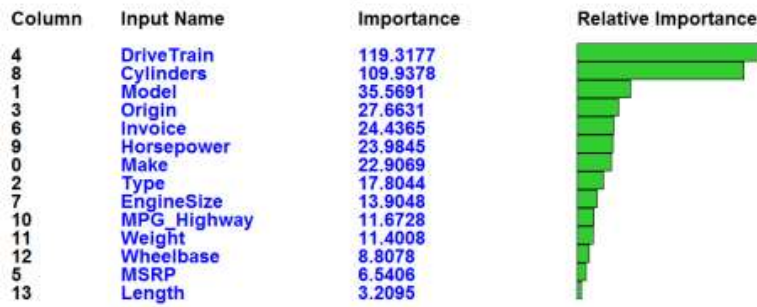 Column Input Name Importance Relative Importance
4 DriveTrain 119.3177
8 Cylinders 109.9378
1 Model 35.5691
3 Origin 27.6631
6 Invoice 24.4365
9 Horsepower 23.9845
0 Make 22.9069
2 Type 17.8044
7 EngineSize 13.9048
10 MPG_Highway 11.6728
11 Weight 11.4008
12 Wheelbase 8.8078
5 MSRP 6.5406
13 Length 3.2095